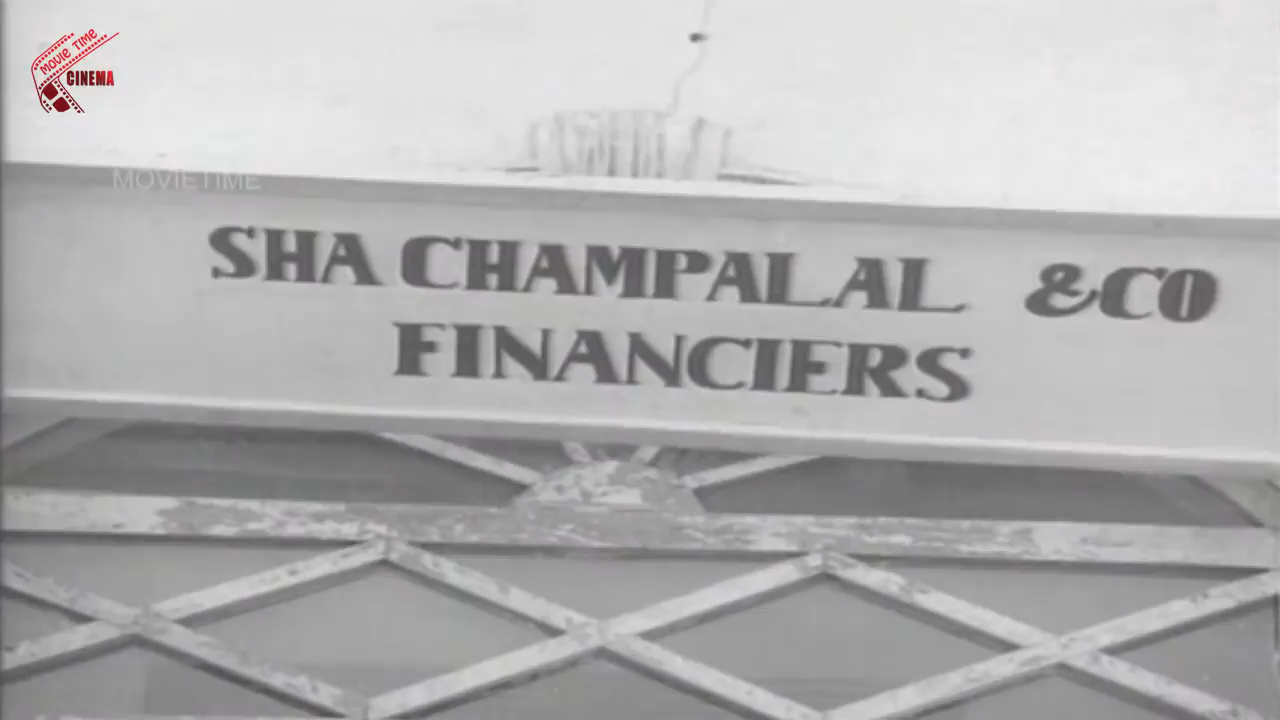 MOVIE TIME
CINEMA
MOVIETIME
SHA CHAMPALAL &CO
FINANCIERS